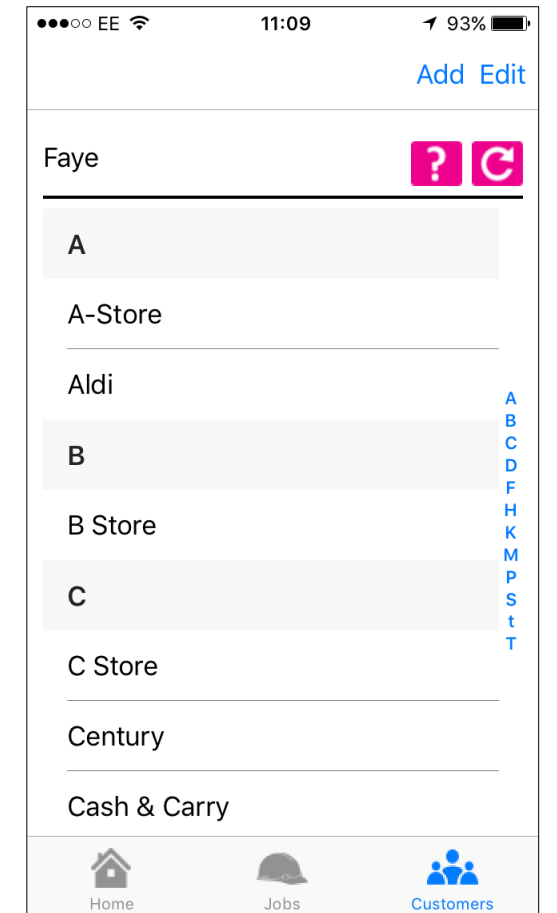 EE 11:09 93%
Add Edit
Faye ?
A
A-Store
Aldi
B
B Store
C
C Store
Century
Cash & Carry
A
B
C
D
F
H
K
M
P
S
t
T
Home Jobs Customers